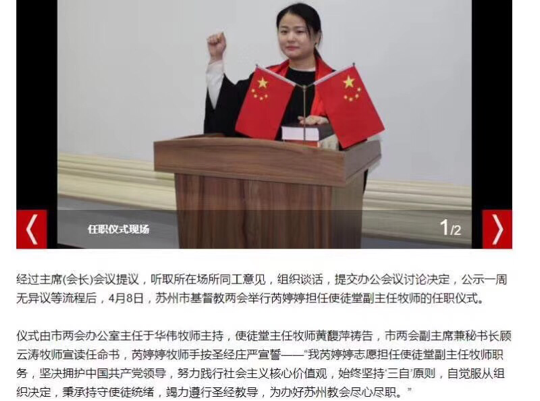 任职仪式现场
1/2
经过主席(会长)会议提议，听取所在场所同工意见，组织谈话，提交办公会议讨论决定，公示一周
无异议等流程后，4月8日，苏州市基督教两会举行芮婷婷担任使徒堂副主任牧师的任职仪式。
仪式由市两会办公室主任于华伟牧师主持，使徒堂主任牧师黄馥萍祷告，市两会副主席兼秘书长顾
云涛牧师宣读任命书，芮婷婷牧师手按圣经庄严宣誓——"我芮婷婷志愿担任使徒堂副主任牧师职
务，坚决拥护中国共产党领导，努力践行社会主义核心价值观，始终坚持'三自'原则，自觉服从组
织决定，秉承持守使徒统绪，竭力遵行圣经教导，为办好苏州教会尽心尽职。"